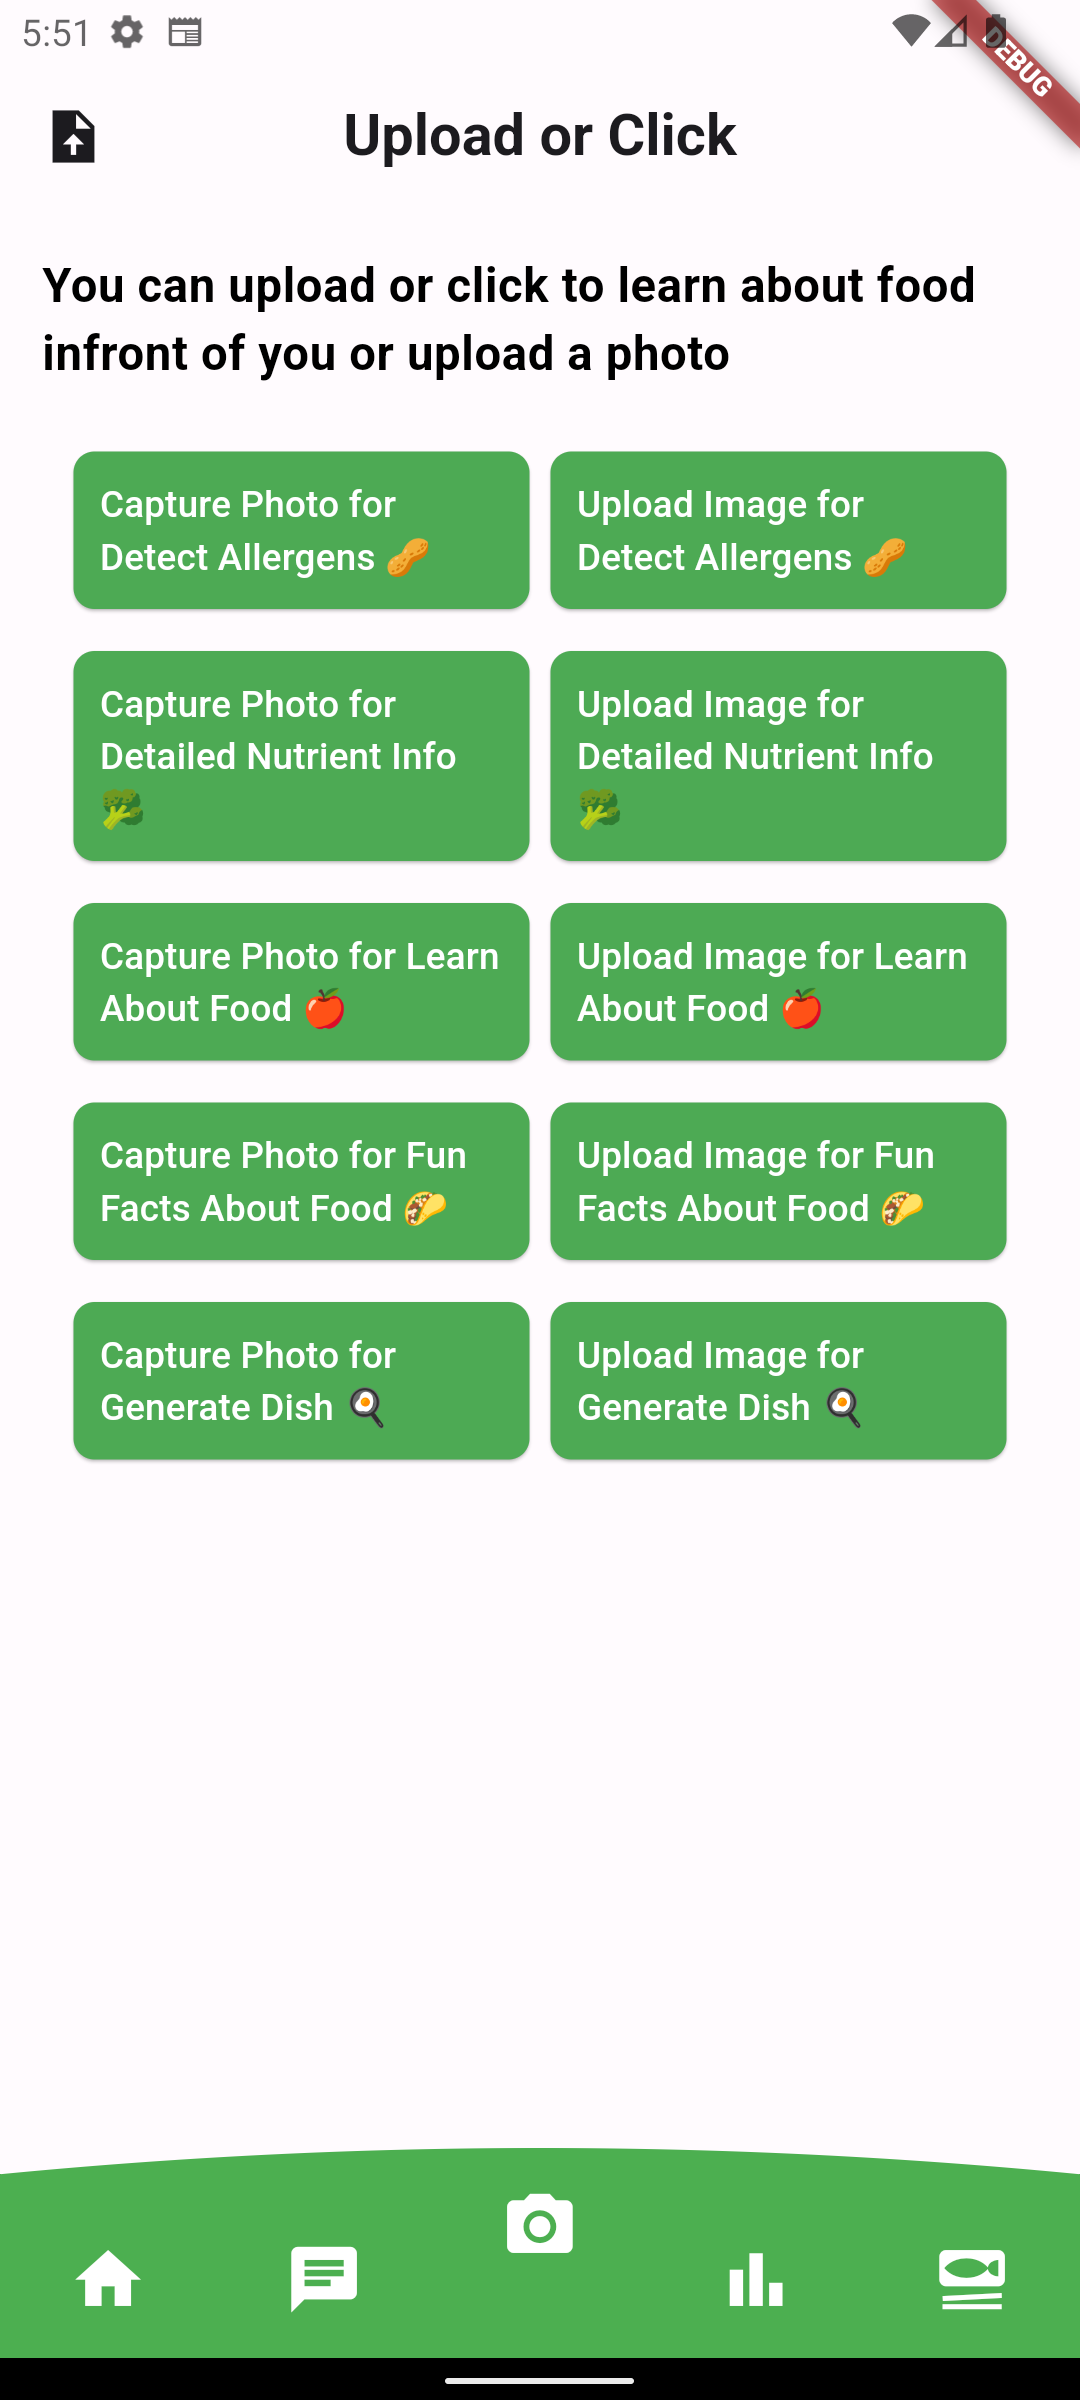 5:51
DEBUG
Upload or Click
You can upload or click to learn about food
infront of you or upload a photo
Capture Photo for
Detect Allergens 🥜
Upload Image for
Detect Allergens 🥜
Capture Photo for
Detailed Nutrient Info
🥦
Upload Image for
Detailed Nutrient Info
🥦
Capture Photo for Learn
About Food 🍎
Upload Image for Learn
About Food 🍎
Capture Photo for Fun
Facts About Food 🌮
Upload Image for Fun
Facts About Food 🌮
Capture Photo for
Generate Dish 🍳
Upload Image for
Generate Dish 🍳